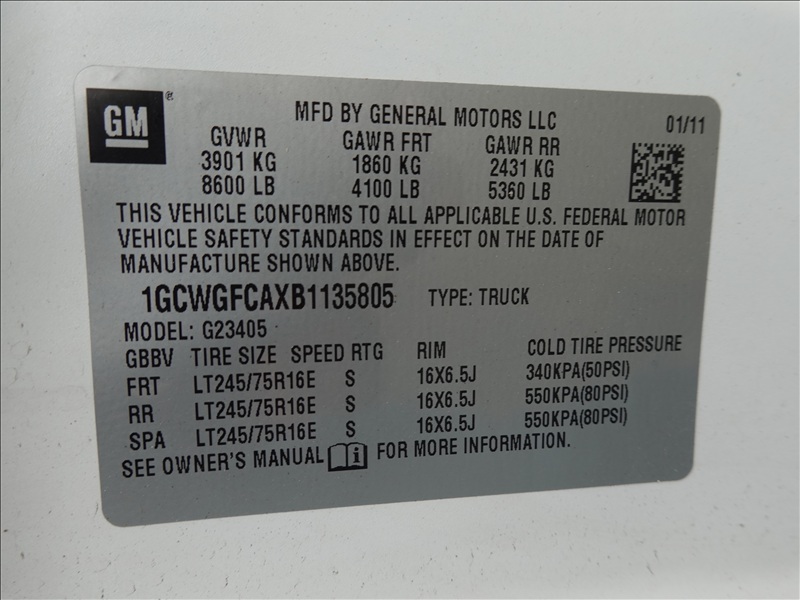 GM®
MFD BY GENERAL MOTORS LLC 01/11
GVWR GAWR FRT GAWR RR
3901 KG 1860 KG 2431 KG
8600 LB 4100 LB 5360 LB
THIS VEHICLE CONFORMS TO ALL APPLICABLE U.S. FEDERAL MOTOR
VEHICLE SAFETY STANDARDS IN EFFECT ON THE DATE OF
MANUFACTURE SHOWN ABOVE.
1GCWGFCAXB1135805 TYPE: TRUCK
MODEL: G23405
GBBV TIRE SIZE SPEED RTG RIM COLD TIRE PRESSURE
FRT LT245/75R16E S 16X6.5J 340KPA(50PSI)
RR LT245/75R16E S 16X6.5J 550KPA(80PSI)
SPA LT245/75R16E S 16X6.5J 550KPA(80PSI)
SEE OWNER'S MANUAL i FOR MORE INFORMATION.